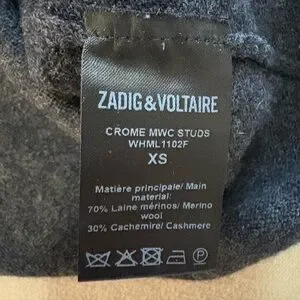 ZADIG&VOLTAIRE
CROME MWC STUDS
WHML1102F
XS
Matière principale/ Main
material:
70% Laine mérinos/ Merino
wool
30% Cachemire/ Cashmere
P